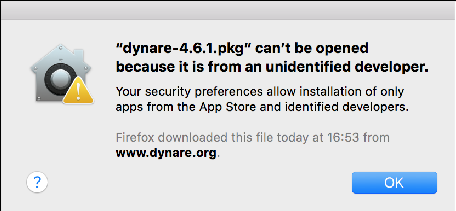 “dynare-4.6.1.pkg” can’t be opened
because it is from an unidentified developer.
Your security preferences allow installation of only
apps from the App Store and identified developers.
Firefox downloaded this file today at 16:53 from
www.dynare.org.
?
OK